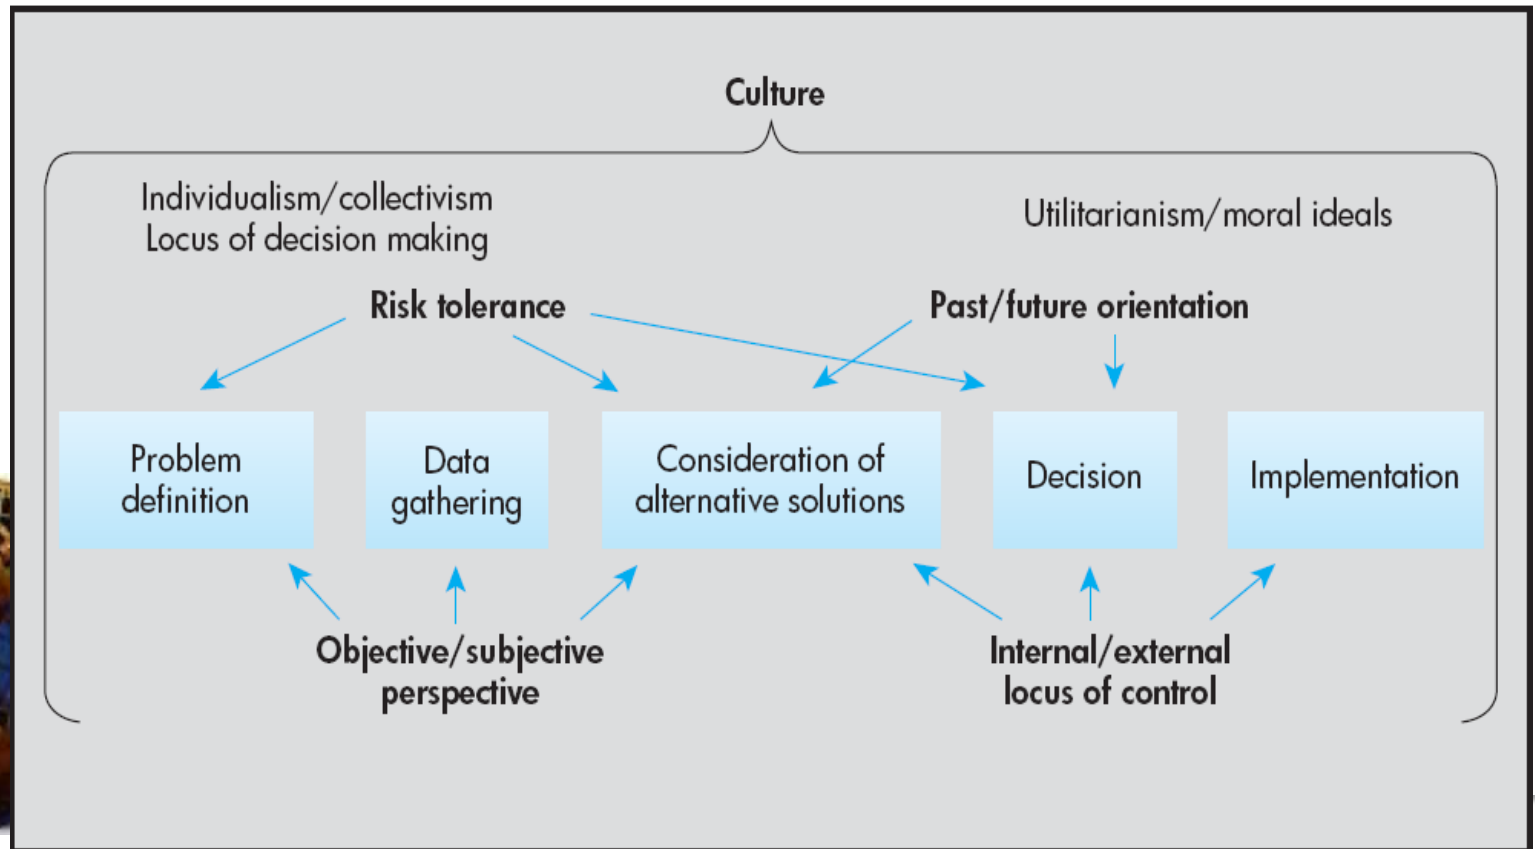 Culture
Individualism/collectivism
Locus of decision making
Utilitarianism/moral ideals
Risk tolerance
Past/future orientation
Problem
definition
Data
gathering
Consideration of
alternative solutions
Decision
Implementation
Objective/subjective
perspective
Internal/external
locus of control